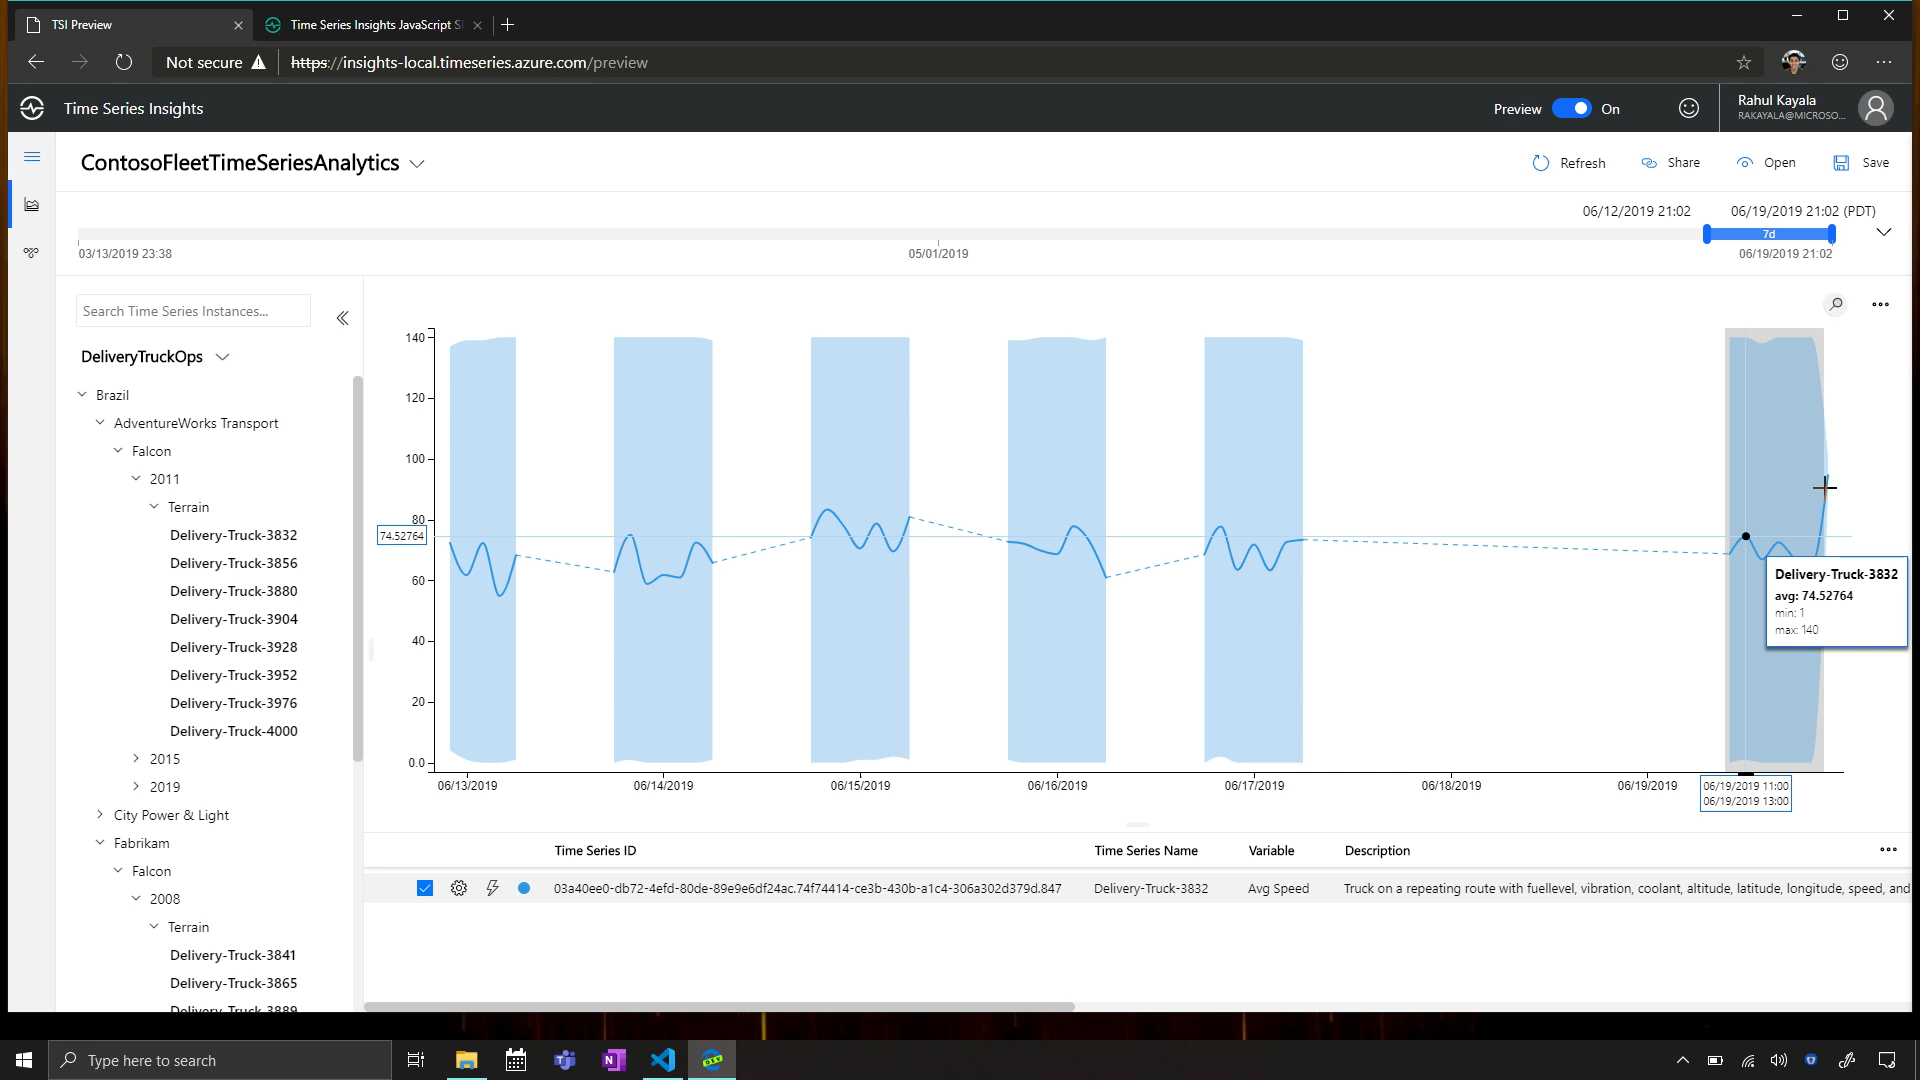 TSI Preview
Time Series Insights JavaScript S
Not secure
https://insights-local.timeseries.azure.com/preview
Time Series Insights
Preview On
Rahul Kayala
RAKAYALA@MICROSO...
ContosoFleetTimeSeriesAnalytics
Refresh Share Open Save
06/12/2019 21:02 06/19/2019 21:02 (PDT)
7d
03/13/2019 23:38 05/01/2019 06/19/2019 21:02
Search Time Series Instances...
DeliveryTruckOps
Brazil
AdventureWorks Transport
Falcon
2011
Terrain
Delivery-Truck-3832
Delivery-Truck-3856
Delivery-Truck-3880
Delivery-Truck-3904
Delivery-Truck-3928
Delivery-Truck-3952
Delivery-Truck-3976
Delivery-Truck-4000
2015
2019
City Power & Light
Fabrikam
Falcon
2008
Terrain
Delivery-Truck-3841
Delivery-Truck-3865
Delivery-Truck-3889
140
120
100
80
74.52764
60
40
20
0.0
06/13/2019 06/14/2019 06/15/2019 06/16/2019 06/17/2019 06/18/2019 06/19/2019
06/19/2019 11:00
06/19/2019 13:00
Delivery-Truck-3832
avg: 74.52764
min: 1
max: 140
Time Series ID Time Series Name Variable Description
03a40ee0-db72-4efd-80de-89e9e6df24ac.74f74414-ce3b-430b-a1c4-306a302d379d.847 Delivery-Truck-3832 Avg Speed Truck on a repeating route with fuellevel, vibration, coolant, altitude, latitude, longitude, speed, and
Type here to search
N
DEV